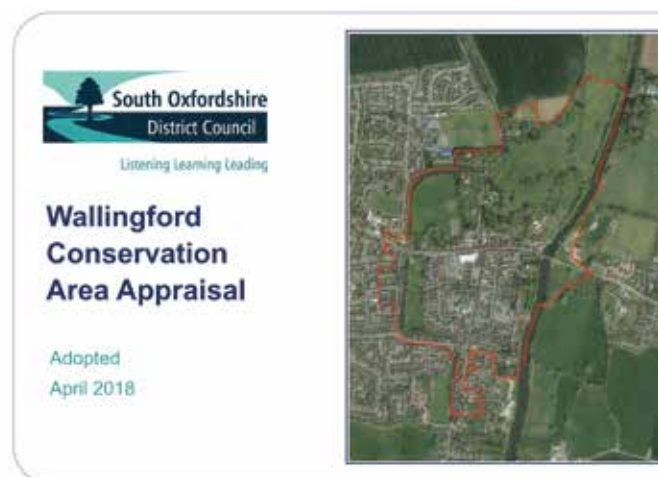 South Oxfordshire
District Council
Listening Learning Leading
Wallingford
Conservation
Area Appraisal
Adopted
April 2018